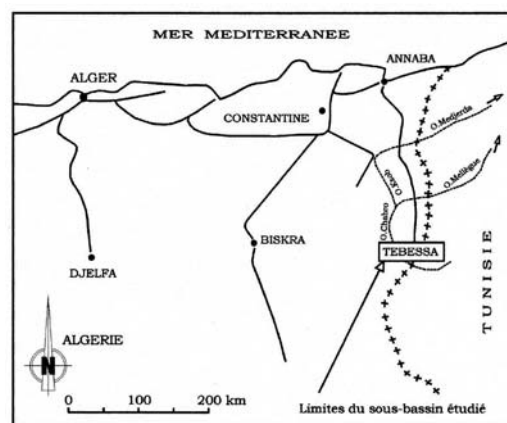 MER MEDITERRANEE
ANNABA
ALGER
CONSTANTINE
O.Medjerda
O.Mellègue
O.Chabro
TEBESSA
BISKRA
DJELFA
TUNISIE
ALGERIE
N
0 100 200 km
Limites du sous-bassin étudié